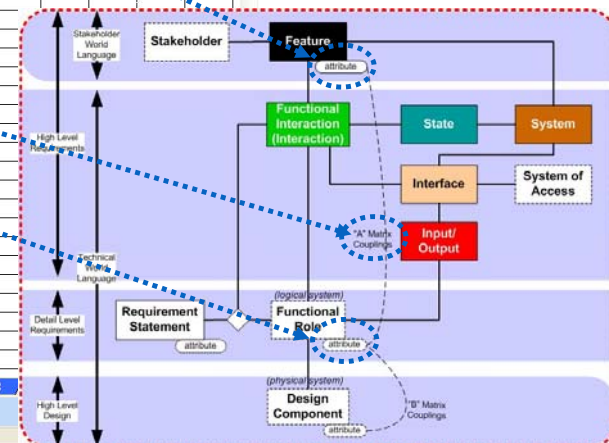 Stakeholder
World
Language
Stakeholder
Feature
attribute
High Level
Requirements
Functional
Interaction
(Interaction)
State
System
Interface
System of
Access
"A" Matrix
Couplings
Input/
Output
Technical
World
Language
Detail Level
Requirements
Requirement
Statement
attribute
(logical system)
Functional
Role
attribute
High Level
Design
(physical system)
Design
Component
attribute
"B" Matrix
Couplings